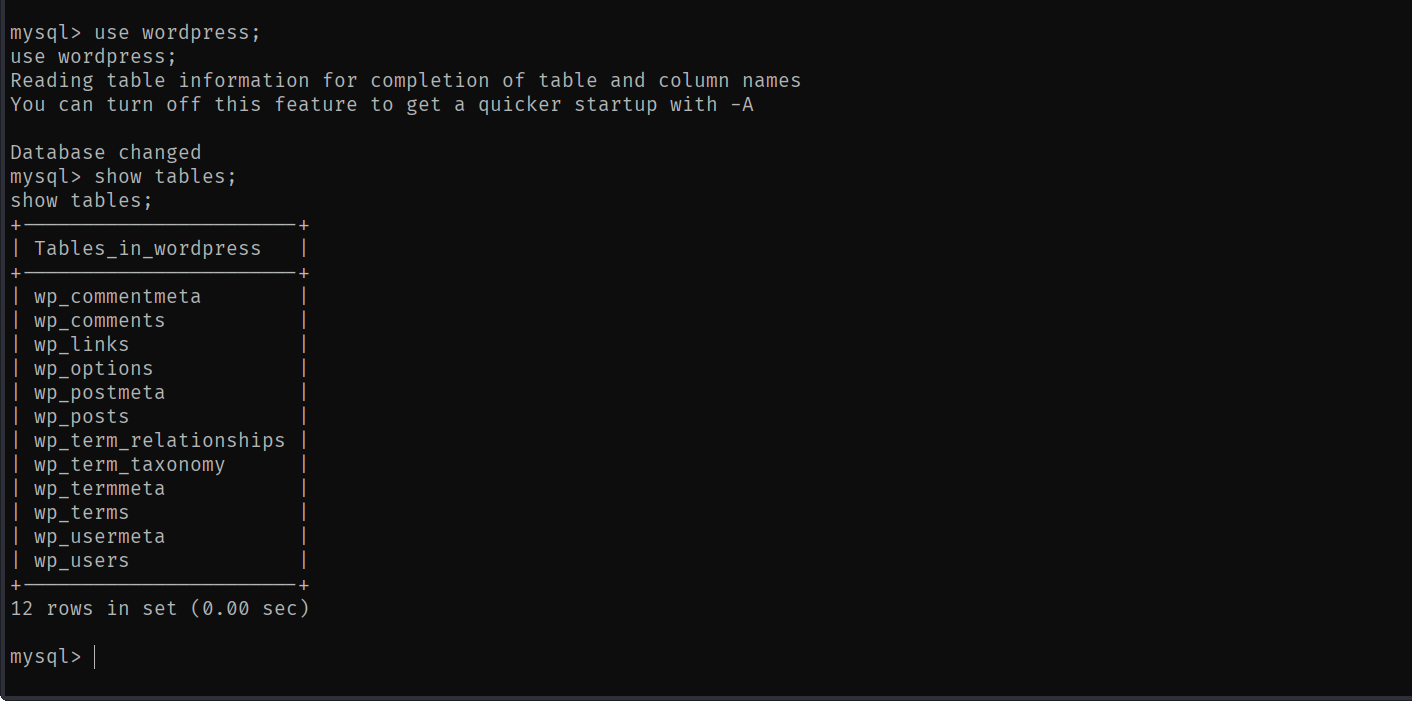 mysql> use wordpress;
use wordpress;
Reading table information for completion of table and column names
You can turn off this feature to get a quicker startup with -A
Database changed
mysql> show tables;
show tables;
+-----------------------+
| Tables_in_wordpress   |
+-----------------------+
| wp_commentmeta        |
| wp_comments           |
| wp_links              |
| wp_options            |
| wp_postmeta           |
| wp_posts              |
| wp_term_relationships |
| wp_term_taxonomy      |
| wp_termmeta           |
| wp_terms              |
| wp_usermeta           |
| wp_users              |
+-----------------------+
12 rows in set (0.00 sec)
mysql>